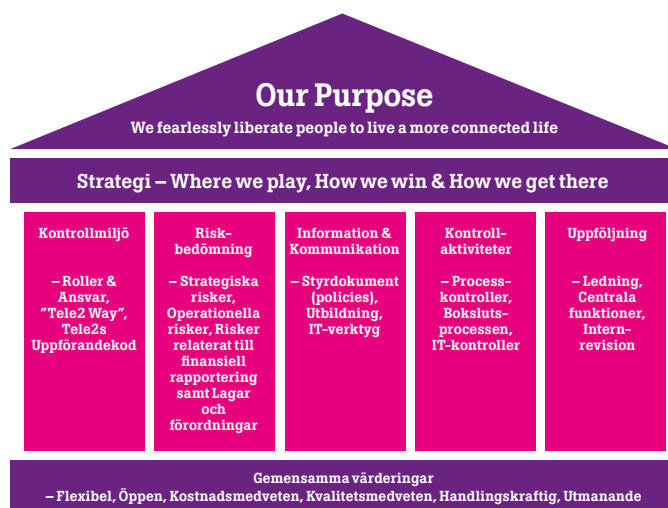 Our Purpose
We fearlessly liberate people to live a more connected life
Strategi – Where we play, How we win & How we get there
Kontrollmiljö
– Roller &
Ansvar,
”Tele2 Way”,
Tele2s
Uppförandekod
Risk-
bedömning
– Strategiska
risker,
Operationella
risker, Risker
relaterat till
finansiell
rapportering
samt Lagar
och
förordningar
Information &
Kommunikation
– Styrdokument
(policies),
Utbildning,
IT-verktyg
Kontroll-
aktiviteter
– Process-
kontroller,
Boksluts-
processen,
IT-kontroller
Uppföljning
– Ledning,
Centrala
funktioner,
Intern-
revision
Gemensamma värderingar
– Flexibel, Öppen, Kostnadsmedveten, Kvalitetsmedveten, Handlingskraftig, Utmanande